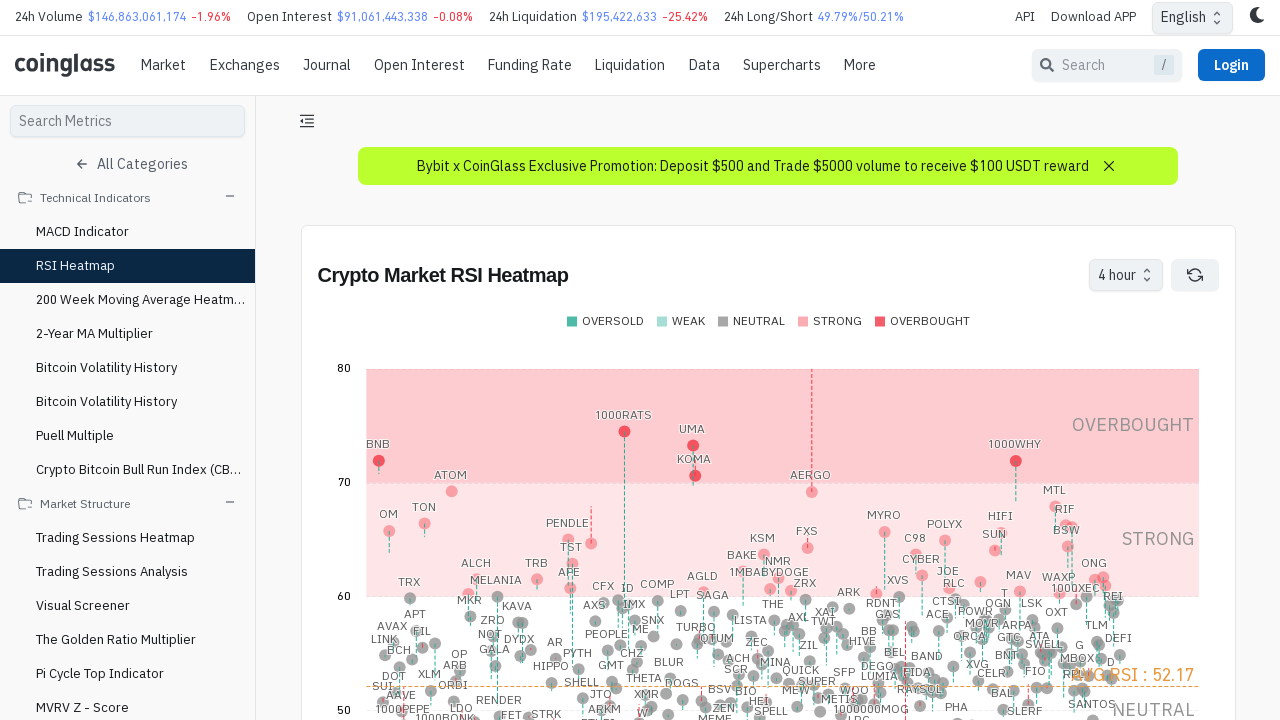 24h Volume $146,863,061,174 -1.96% Open Interest $91,061,443,338 -0.08% 24h Liquidation $195,422,633 -25.42% 24h Long/Short 49.79%/50.21% API Download APP English
coinglass Market Exchanges Journal Open Interest Funding Rate Liquidation Data Supercharts More Search / Login
Search Metrics
All Categories
Technical Indicators
MACD Indicator
RSI Heatmap
200 Week Moving Average Heatm...
2-Year MA Multiplier
Bitcoin Volatility History
Bitcoin Volatility History
Puell Multiple
Crypto Bitcoin Bull Run Index (CB...
Market Structure
Trading Sessions Heatmap
Trading Sessions Analysis
Visual Screener
The Golden Ratio Multiplier
Pi Cycle Top Indicator
MVRV Z - Score
Bybit x CoinGlass Exclusive Promotion: Deposit $500 and Trade $5000 volume to receive $100 USDT reward
Crypto Market RSI Heatmap
4 hour
OVERSOLD WEAK NEUTRAL STRONG OVERBOUGHT
80
1000RATS
OVERBOUGHT
UMA
BNB 1000WHY
KOMA
ATOM AERGO
70
MTL
TON RIF
OM MYRO HIFI
PENDLE POLYX
FXS BSW
KSM C98 SUN STRONG
TST
BAKE CYBER
ALCH TRB NMR ONG
APE 1MBABYDOGE JOE MAV WAXP
TRX MELANIA CFX ID COMP AGLD ZRX XVS RLC
1000XEC
60
LPT SAGA ARK T REI
MKR KAVA AXS IMX THE RDNT CTSI OGN LSK
APT ZRO SNX LISTA AXL XAI GAS ACE POWR OXT
AVAX FIL NOT PEOPLE ME TURBO TWT BB MOVR ARPA TLM
LINK DYDX AR QTUM ZEC ZIL HIVE ORCA GTC ATA DEFI
BCH GALA PYTH CHZ ACH BEL BAND BNT SWELL G
OP HIPPO GMT BLUR MINA DEGO XVG FIO MBOX D
DOT XLM ARB THETA SCR QUICK SFP LUMIA FIDA CELR
AVG RSI : 52.17
SUI ORDI SHELL DOGS BSV SUPER RAYSOL
AAVE JTO XMR BIO MEW WOO BAL
LDO RENDER HEI METIS SANTOS
1000PEPE ARKM W ZEN SPELL 1000000MOG PHA SLERF NEUTRAL
50
1000BONK FET STRK MEME